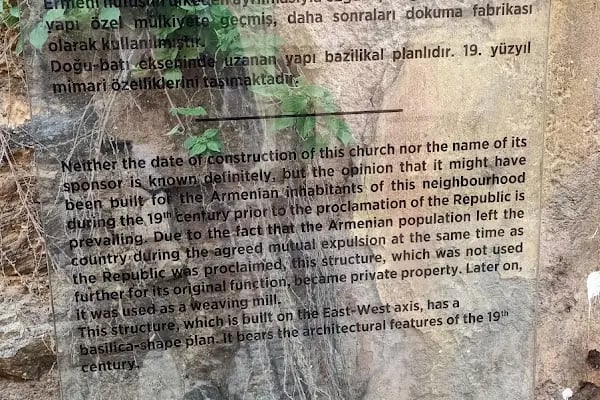 Ermeni nüfusun ülkeden ayrılmasıyla
yapı özel mülkiyete geçmiş, daha sonraları dokuma fabrikası
olarak kullanılmıştır.
Doğu-batı ekseninde uzanan yapı bazilikal planlıdır. 19. yüzyıl
mimari özelliklerini taşımaktadır.
Neither the date of construction of this church nor the name of its
sponsor is known definitely, but the opinion that it might have
been built for the Armenian inhabitants of this neighbourhood
during the 19th century prior to the proclamation of the Republic is
prevailing. Due to the fact that the Armenian population left the
country during the agreed mutual expulsion at the same time as
the Republic was proclaimed, this structure, which was not used
further for its original function, became private property. Later on,
it was used as a weaving mill.
This structure, which is built on the East-West axis, has a
basilica-shape plan. It bears the architectural features of the 19th
century.